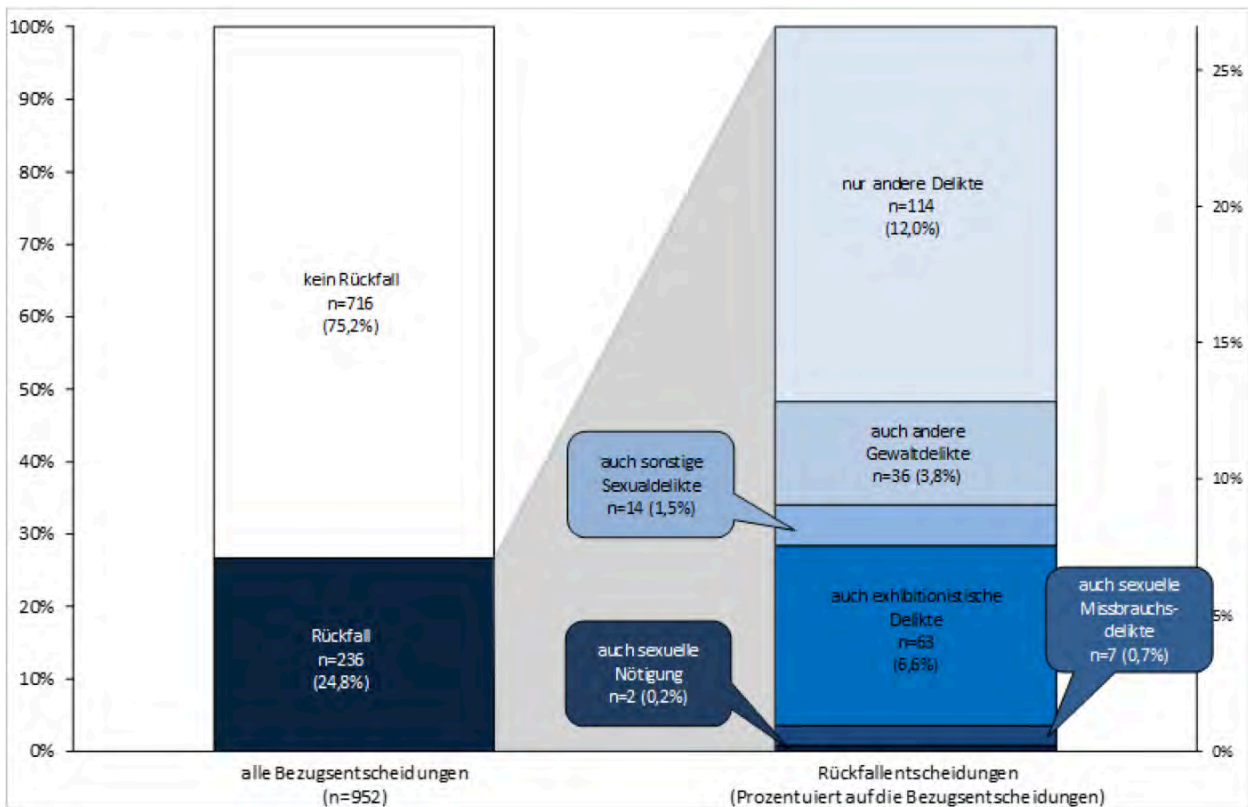 100%
90%
80%
70%
60%
50%
40%
30%
20%
10%
0%
kein Rückfall
n=716
(75,2%)
Rückfall
n=236
(24,8%)
alle Bezugsentscheidungen
(n=952)
auch sonstige
Sexualdelikte
n=14 (1,5%)
auch sexuelle
Nötigung
n=2 (0,2%)
nur andere Delikte
n=114
(12,0%)
auch andere
Gewaltdelikte
n=36 (3,8%)
auch exhibitionistische
Delikte
n=63
(6,6%)
auch sexuelle
Missbrauchs-
delikte
n=7 (0,7%)
Rückfallentscheidungen
(Prozentuiert auf die Bezugsentscheidungen)
25%
20%
15%
10%
5%
0%